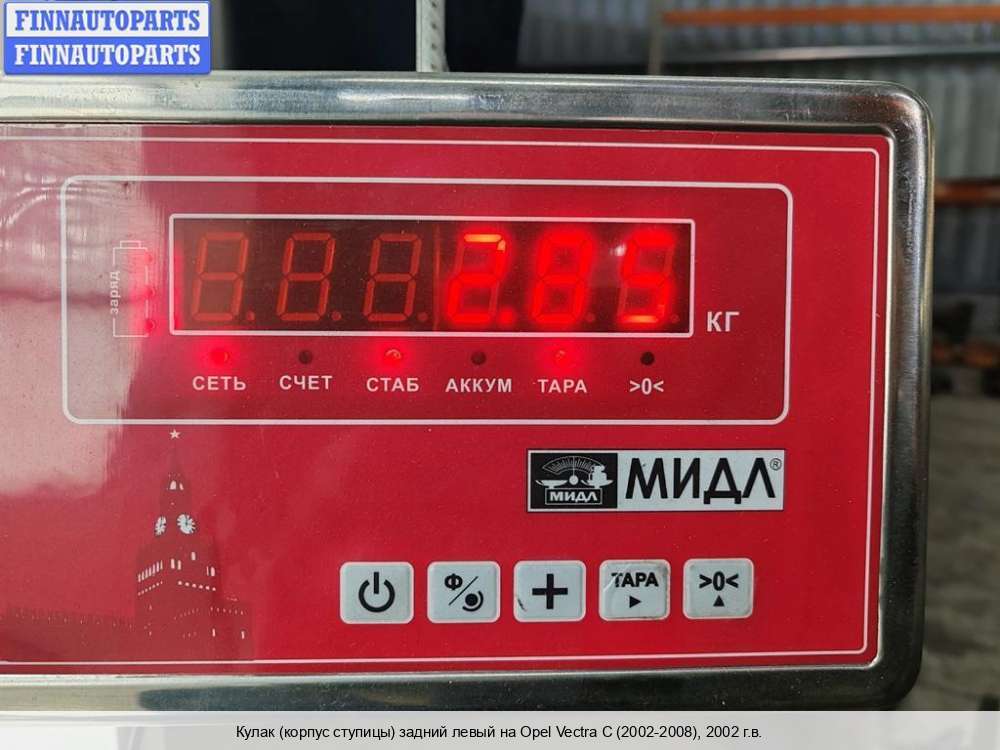 FINNAUTOPARTS
FINNAUTOPARTS
заряд
2.85
КГ
СЕТЬ СЧЕТ СТАБ АККУМ ТАРА >0<
МИДЛ МИДЛ®
Ф ТАРА >0<
Кулак (корпус ступицы) задний левый на Opel Vectra C (2002-2008), 2002 г.в.